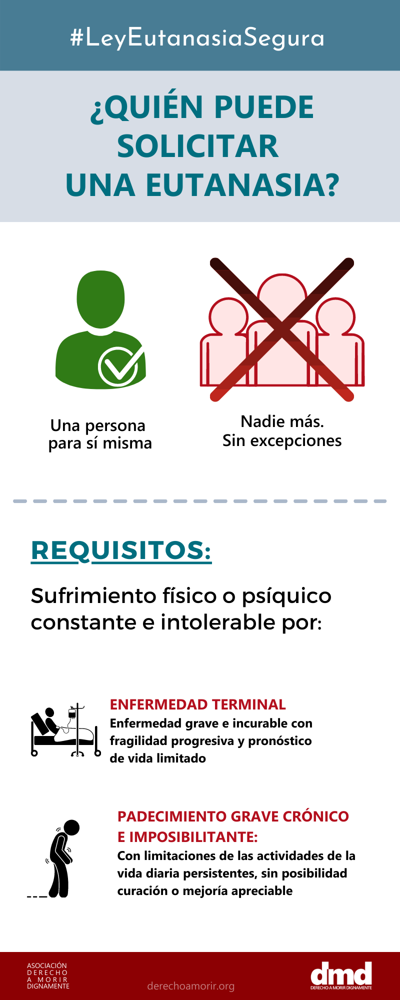 #LeyEutanasiaSegura
¿QUIÉN PUEDE
SOLICITAR
UNA EUTANASIA?
Una persona
para sí misma
Nadie más.
Sin excepciones
REQUISITOS:
Sufrimiento físico o psíquico
constante e intolerable por:
ENFERMEDAD TERMINAL
Enfermedad grave e incurable con
fragilidad progresiva y pronóstico
de vida limitado
PADECIMIENTO GRAVE CRÓNICO
E IMPOSIBILITANTE:
Con limitaciones de las actividades de la
vida diaria persistentes, sin posibilidad
curación o mejoría apreciable
ASOCIACIÓN
DERECHO
A MORIR
DIGNAMENTE
derechoamorir.org
dmd
DERECHO A MORIR DIGNAMENTE